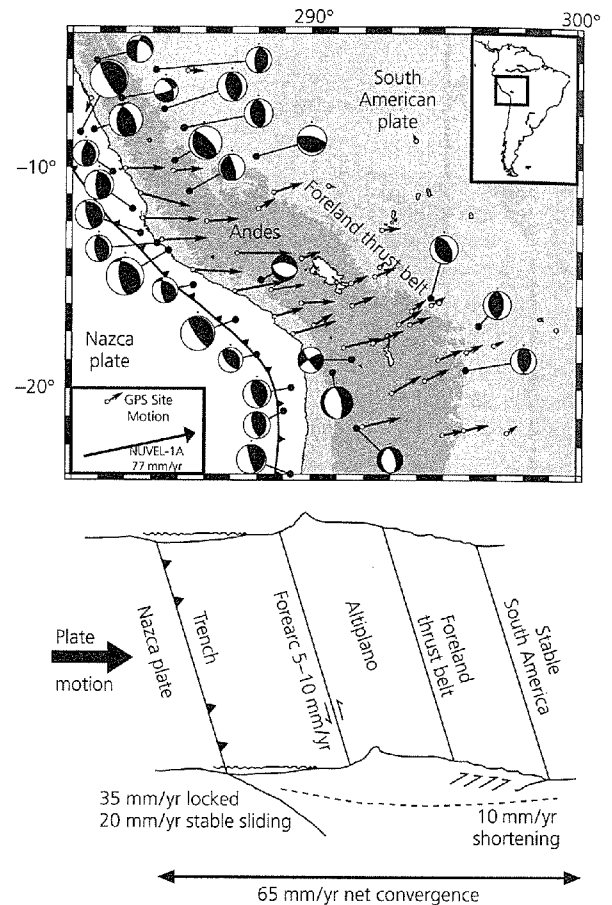 290°
300°
South
American
plate
–10°
Foreland thrust belt
Andes
Nazca
plate
–20°
GPS Site
Motion
NUVEL-1A
77 mm/yr
Plate
motion
Nazca plate
Trench
Forearc 5–10 mm/yr
Altiplano
Foreland
thrust belt
Stable
South America
35 mm/yr locked
20 mm/yr stable sliding
10 mm/yr
shortening
65 mm/yr net convergence